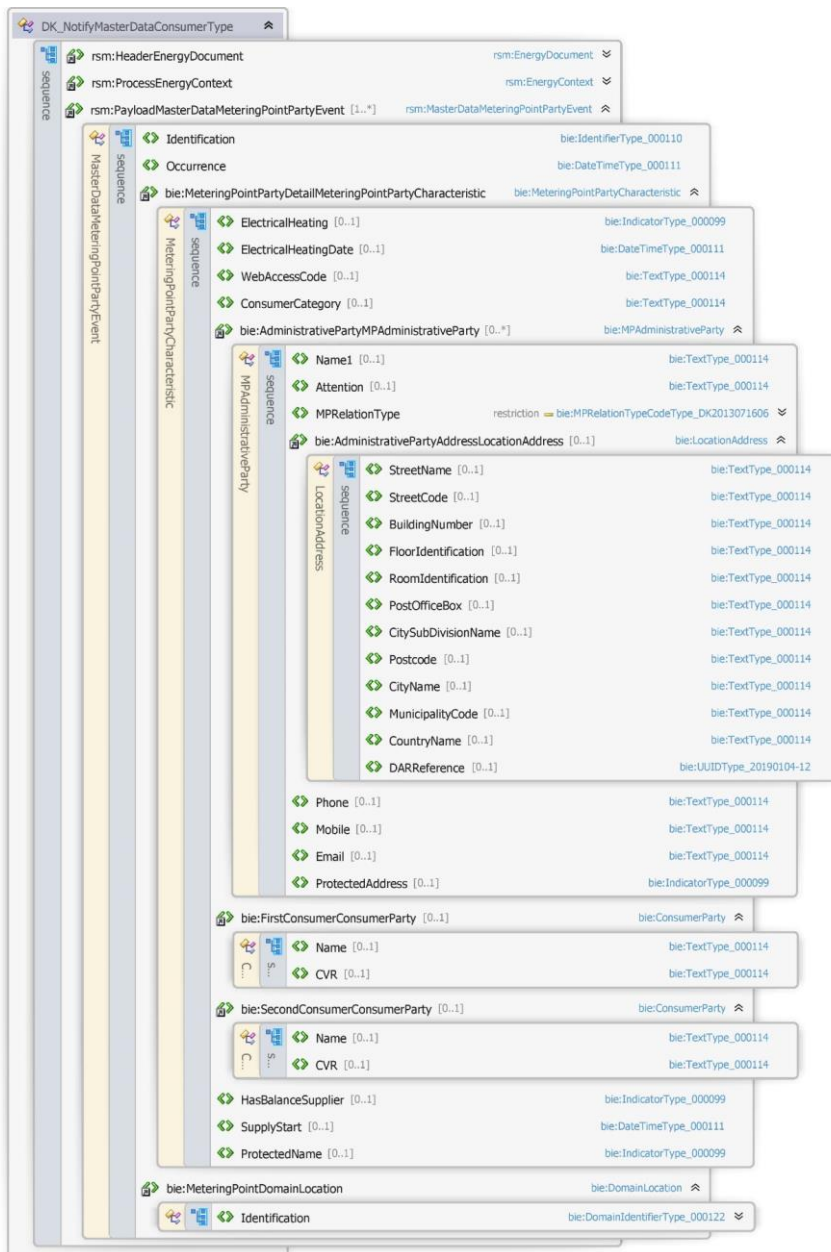 DK_NotifyMasterDataConsumerType
sequence
rsm:HeaderEnergyDocument rsm:EnergyDocument
rsm:ProcessEnergyContext rsm:EnergyContext
rsm:PayloadMasterDataMeteringPointPartyEvent [1..*] rsm:MasterDataMeteringPointPartyEvent
MasterDataMeteringPointPartyEvent
sequence
Identification bie:IdentifierType_000110
Occurrence bie:DateTimeType_000111
bie:MeteringPointPartyDetailMeteringPointPartyCharacteristic bie:MeteringPointPartyCharacteristic
MeteringPointPartyCharacteristic
sequence
ElectricalHeating [0..1] bie:IndicatorType_000099
ElectricalHeatingDate [0..1] bie:DateTimeType_000111
WebAccessCode [0..1] bie:TextType_000114
ConsumerCategory [0..1] bie:TextType_000114
bie:AdministrativePartyMPAdministrativeParty [0..*] bie:MPAdministrativeParty
MPAdministrativeParty
sequence
Name1 [0..1] bie:TextType_000114
Attention [0..1] bie:TextType_000114
MPRelationType restriction bie:MPRelationTypeCodeType_DK2013071606
bie:AdministrativePartyAddressLocationAddress [0..1] bie:LocationAddress
LocationAddress
sequence
StreetName [0..1] bie:TextType_000114
StreetCode [0..1] bie:TextType_000114
BuildingNumber [0..1] bie:TextType_000114
FloorIdentification [0..1] bie:TextType_000114
RoomIdentification [0..1] bie:TextType_000114
PostOfficeBox [0..1] bie:TextType_000114
CitySubDivisionName [0..1] bie:TextType_000114
Postcode [0..1] bie:TextType_000114
CityName [0..1] bie:TextType_000114
MunicipalityCode [0..1] bie:TextType_000114
CountryName [0..1] bie:TextType_000114
DARReference [0..1] bie:UUIDType_20190104-12
Phone [0..1] bie:TextType_000114
Mobile [0..1] bie:TextType_000114
Email [0..1] bie:TextType_000114
ProtectedAddress [0..1] bie:IndicatorType_000099
bie:FirstConsumerConsumerParty [0..1] bie:ConsumerParty
C...
s...
Name [0..1] bie:TextType_000114
CVR [0..1] bie:TextType_000114
bie:SecondConsumerConsumerParty [0..1] bie:ConsumerParty
C...
s...
Name [0..1] bie:TextType_000114
CVR [0..1] bie:TextType_000114
HasBalanceSupplier [0..1] bie:IndicatorType_000099
SupplyStart [0..1] bie:DateTimeType_000111
ProtectedName [0..1] bie:IndicatorType_000099
bie:MeteringPointDomainLocation bie:DomainLocation
Identification bie:DomainIdentifierType_000122